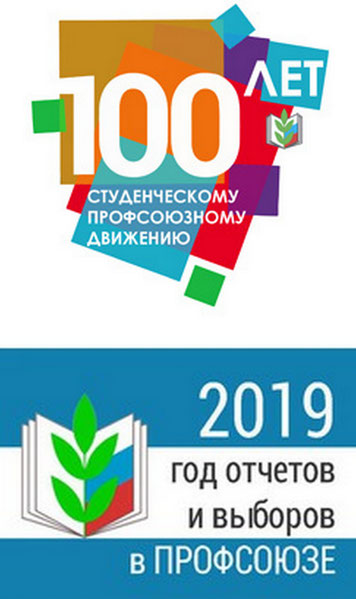 100 ЛЕТ
СТУДЕНЧЕСКОМУ
ПРОФСОЮЗНОМУ
ДВИЖЕНИЮ
2019
год отчетов
и выборов
в ПРОФСОЮЗЕ